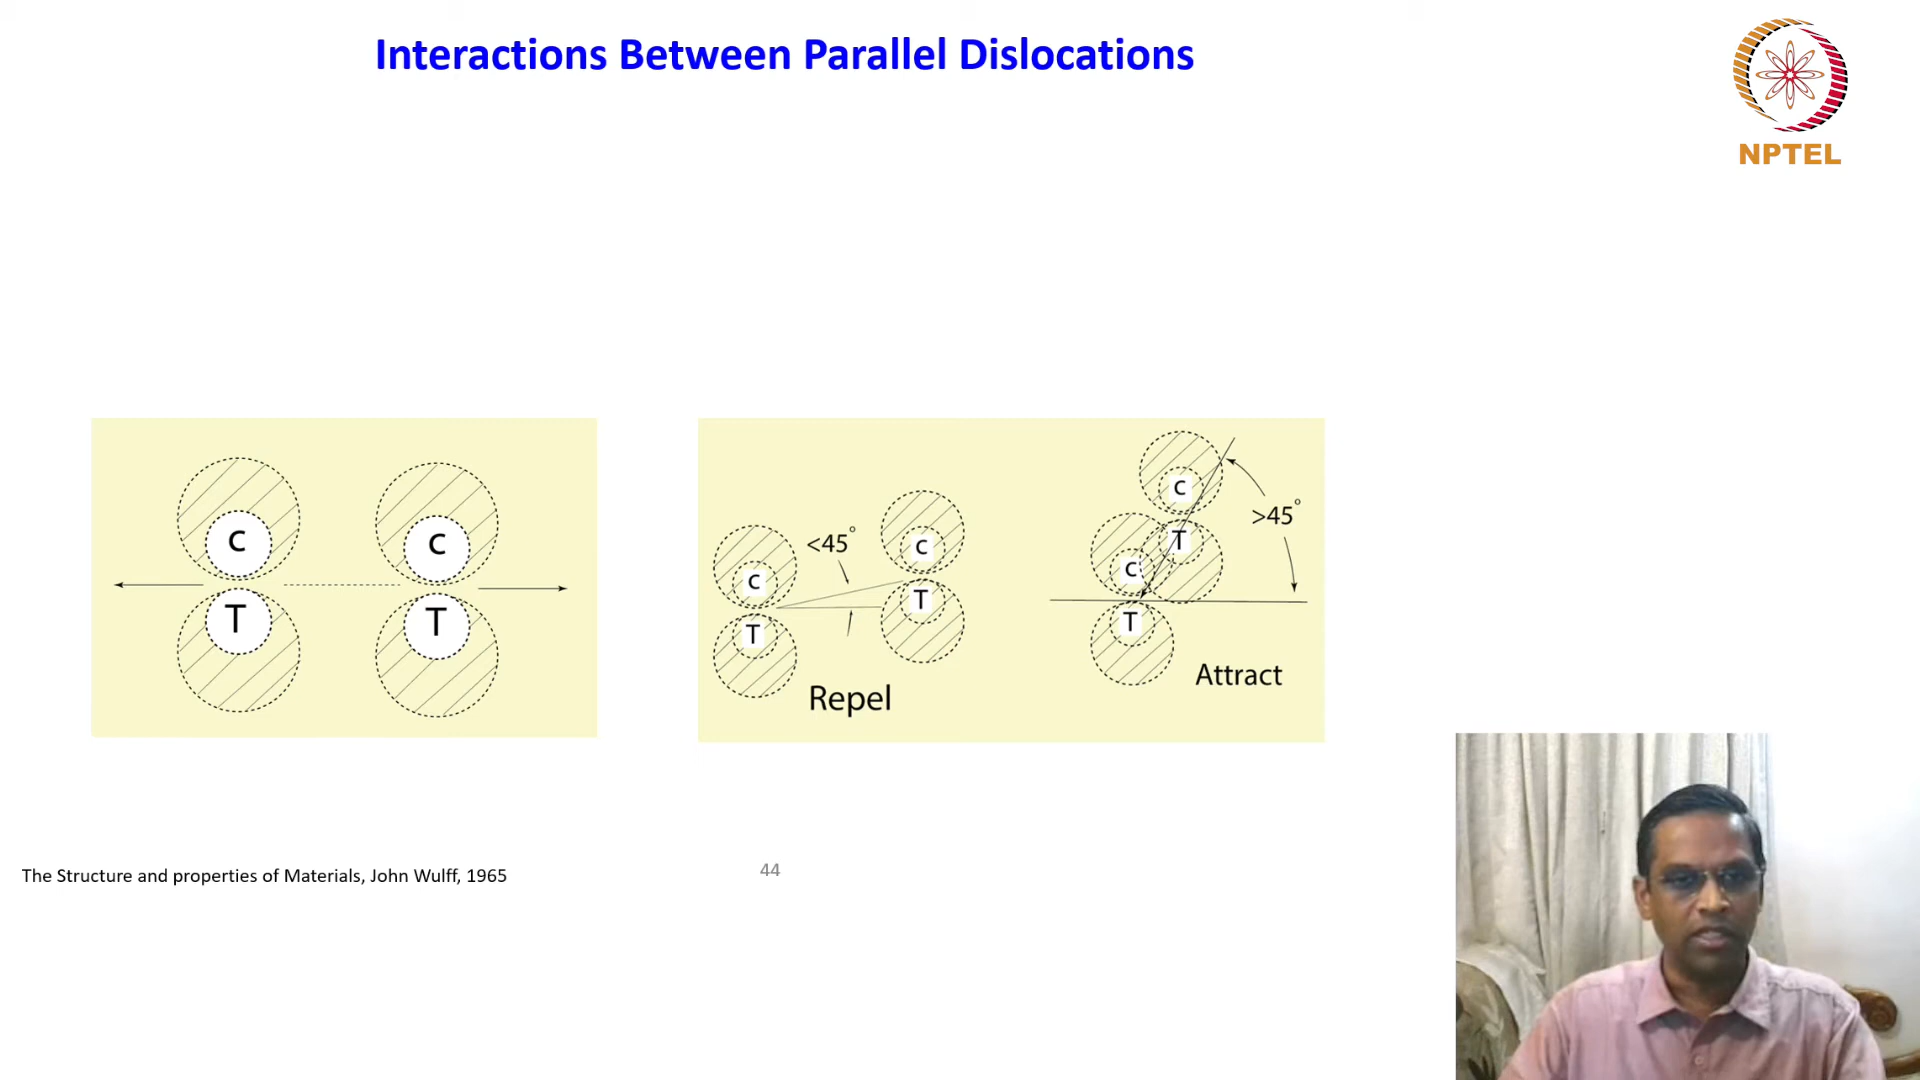 Interactions Between Parallel Dislocations
NPTEL
C
C
T
T
<45°
C
C
T
T
Repel
C
T
C
T
>45°
Attract
The Structure and properties of Materials, John Wulff, 1965
44